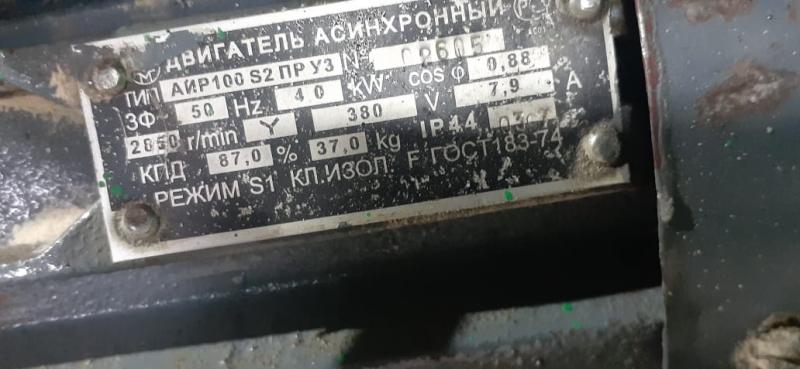 ДВИГАТЕЛЬ АСИНХРОННЫЙ
ТИП АИР100 S2 ПР У3 N 02605
3Ф 50 Hz 4 0 KW COS φ 0,88
2850 r/min Y 380 V 7,9 A
КПД 87,0 % 37,0 kg IP44
РЕЖИМ S1 КЛ.ИЗОЛ. F ГОСТ183-74